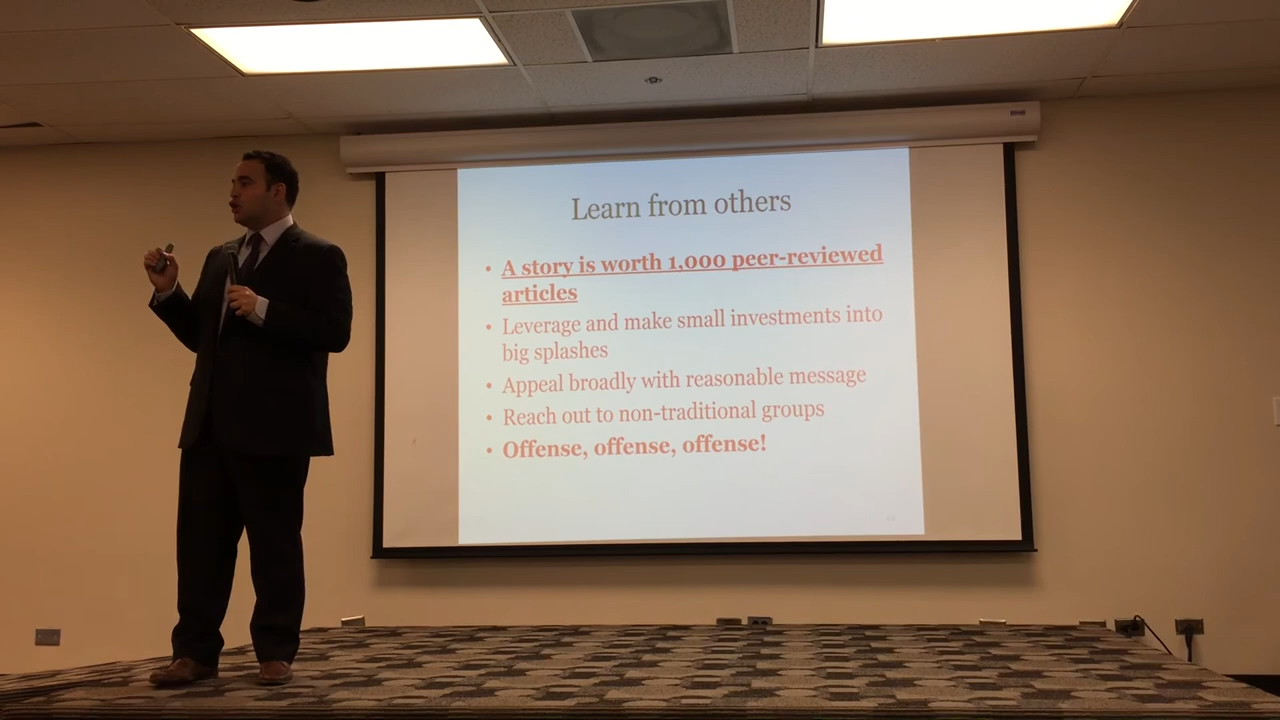 Learn from others
• A story is worth 1,000 peer-reviewed
articles
• Leverage and make small investments into
big splashes
• Appeal broadly with reasonable message
• Reach out to non-traditional groups
• Offense, offense, offense!